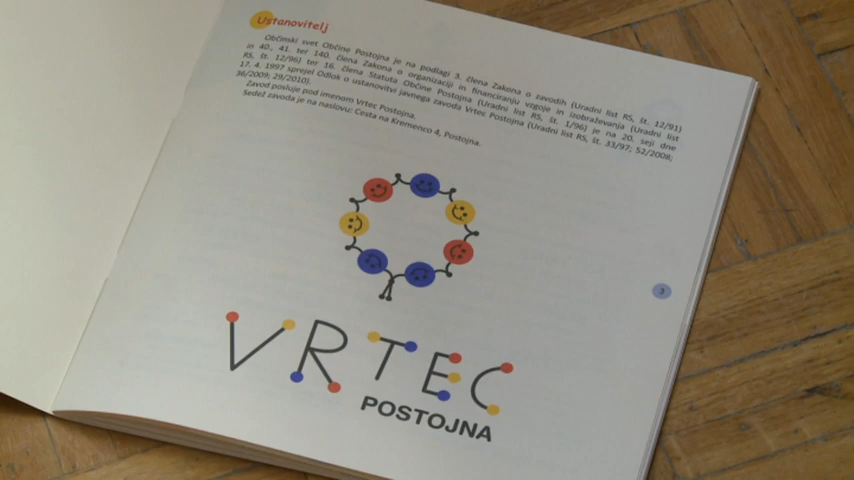 Ustanovitelj
Občinski svet Občine Postojna je na podlagi 3. člena Zakona o zavodih (Uradni list RS, št. 12/91)
in 40., 41. ter 140. člena Zakona o organizaciji in financiranju vzgoje in izobraževanja (Uradni list
RS, št. 12/96) ter 16. člena Statuta Občine Postojna (Uradni list RS, št. 1/96) je na 20. seji dne
17. 4. 1997 sprejel Odlok o ustanovitvi javnega zavoda Vrtec Postojna (Uradni list RS, št. 33/97; 52/2008;
36/2009; 29/2010).
Zavod posluje pod imenom Vrtec Postojna.
Sedež zavoda je na naslovu: Cesta na Kremenco 4, Postojna.
3
VRTEC
POSTOJNA